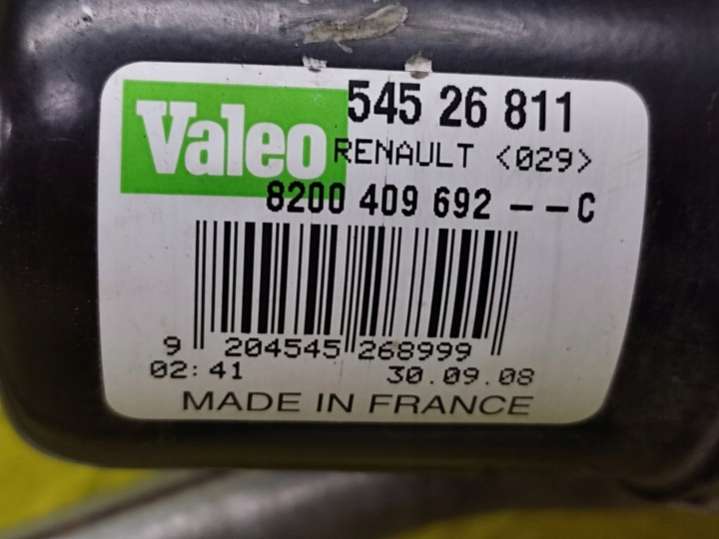 Valeo
545 26 811
RENAULT <029>
8200 409 692 -- C
9 204545 268999
02:41 30.09.08
MADE IN FRANCE